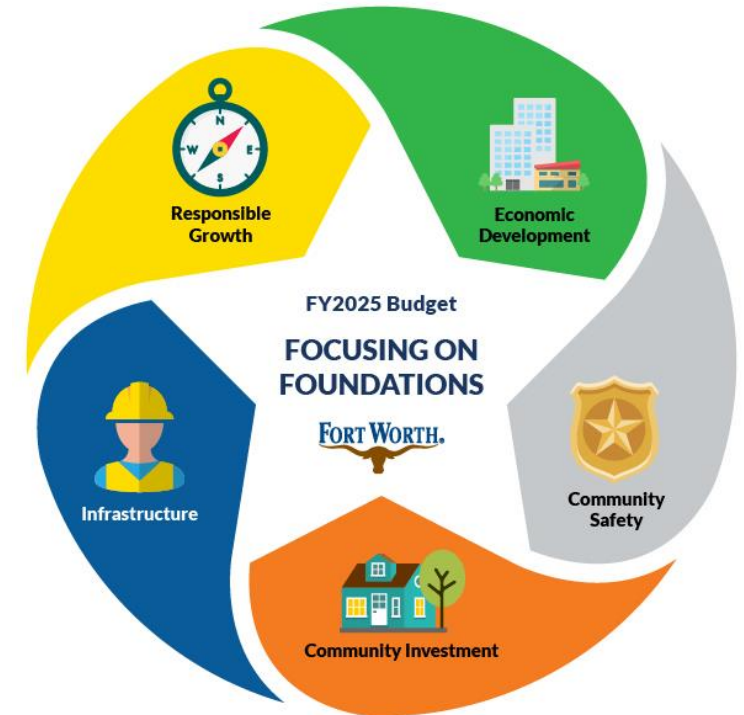 N
W E
S
Responsible
Growth
Economic
Development
FY2025 Budget
FOCUSING ON
FOUNDATIONS
FORT WORTH®
Infrastructure
Community
Safety
Community Investment